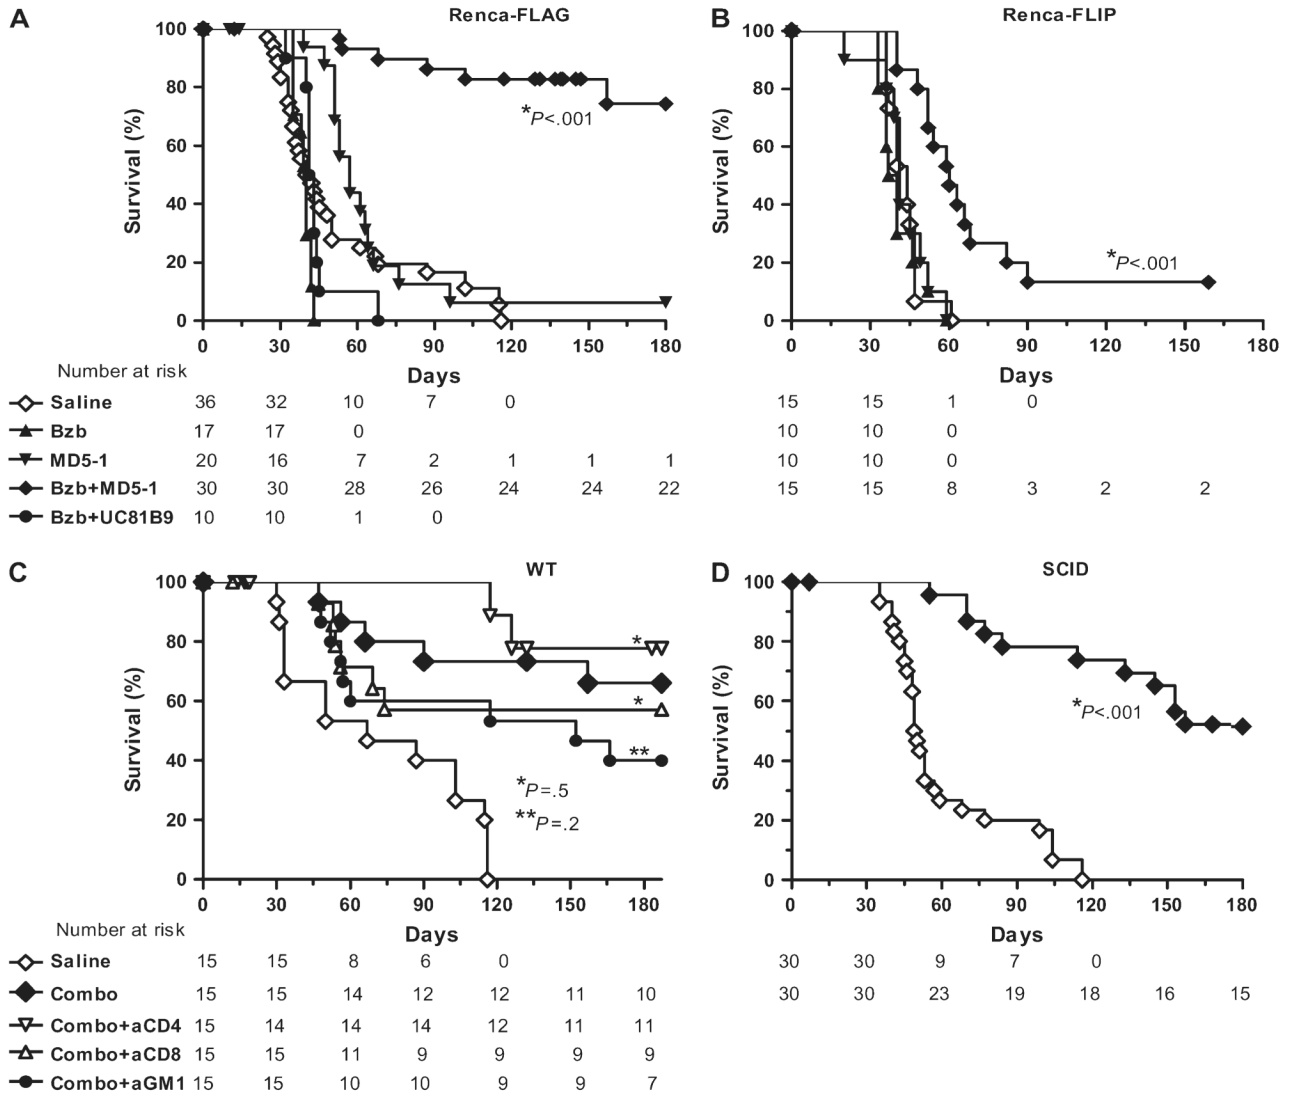 A
Renca-FLAG
Survival (%)
100
80
60
40
20
0
*P<.001
0 30 60 90 120 150 180
Days
B
Renca-FLIP
Survival (%)
100
80
60
40
20
0
*P<.001
0 30 60 90 120 150 180
Days
Number at risk
Saline 36 32 10 7 0 15 15 1 0
Bzb 17 17 0 10 10 0
MD5-1 20 16 7 2 1 1 1 10 10 0
Bzb+MD5-1 30 30 28 26 24 24 22 15 15 8 3 2 2
Bzb+UC81B9 10 10 1 0
C
WT
Survival (%)
100
80
60
40
20
0
*
*
**
*P=.5
**P=.2
0 30 60 90 120 150 180
Days
D
SCID
Survival (%)
100
80
60
40
20
0
*P<.001
0 30 60 90 120 150 180
Days
Number at risk
Saline 15 15 8 6 0 30 30 9 7 0
Combo 15 15 14 12 12 11 10 30 30 23 19 18 16 15
Combo+aCD4 15 14 14 14 12 11 11
Combo+aCD8 15 15 11 9 9 9 9
Combo+aGM1 15 15 10 10 9 9 7